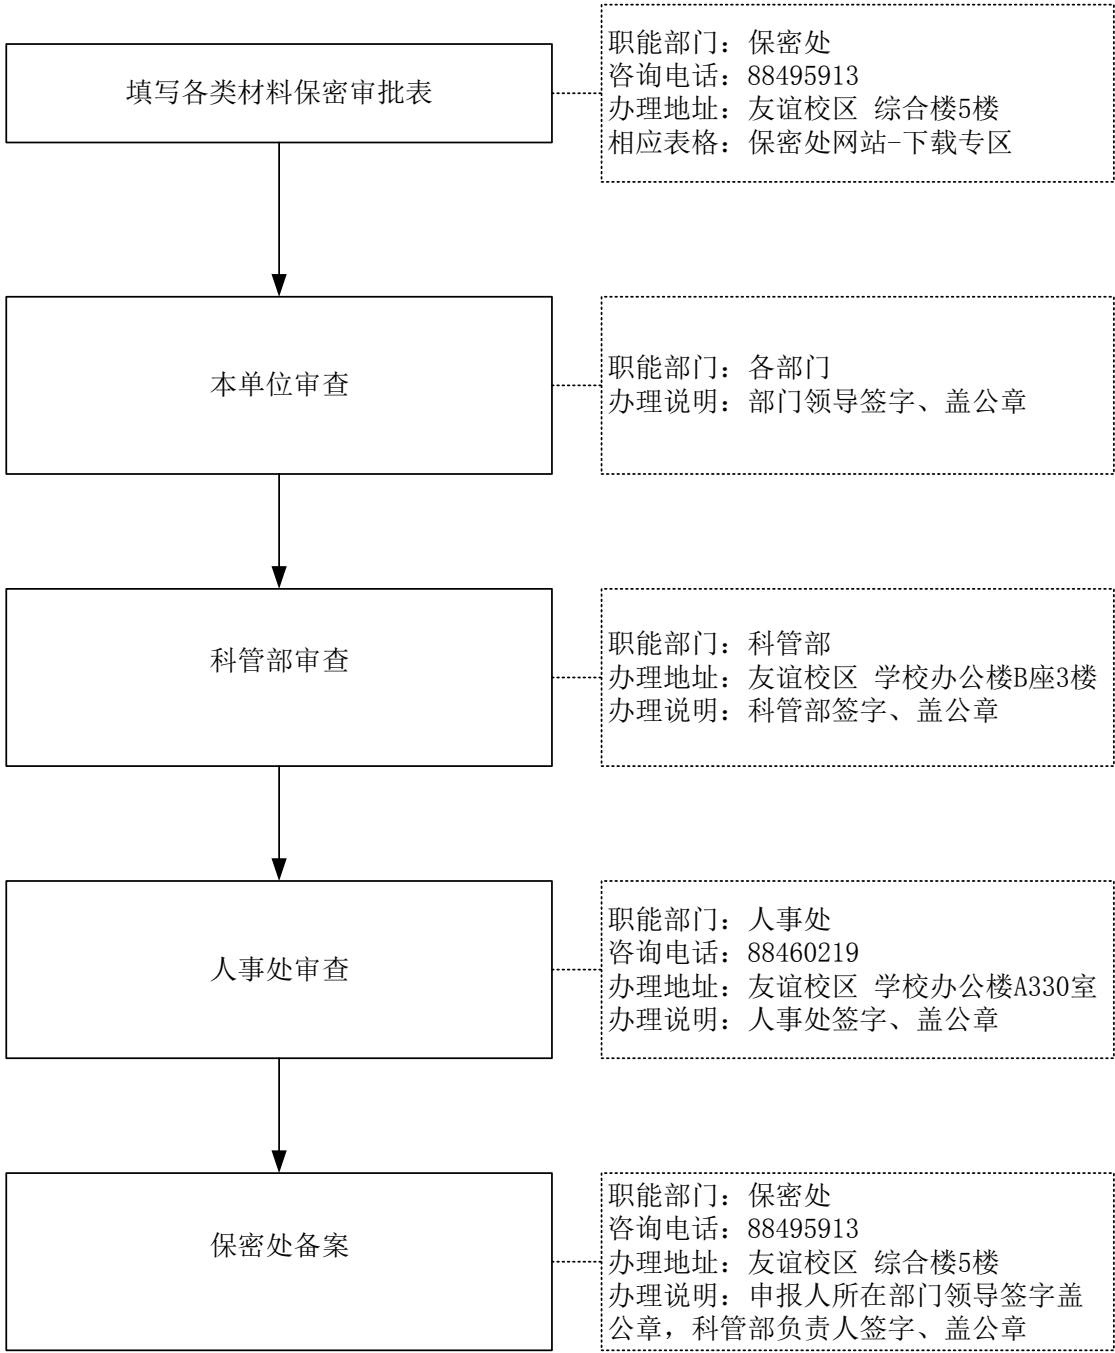 填写各类材料保密审批表
职能部门：保密处
咨询电话：88495913
办理地址：友谊校区 综合楼5楼
相应表格：保密处网站-下载专区
本单位审查
职能部门：各部门
办理说明：部门领导签字、盖公章
科管部审查
职能部门：科管部
办理地址：友谊校区 学校办公楼B座3楼
办理说明：科管部签字、盖公章
人事处审查
职能部门：人事处
咨询电话：88460219
办理地址：友谊校区 学校办公楼A330室
办理说明：人事处签字、盖公章
保密处备案
职能部门：保密处
咨询电话：88495913
办理地址：友谊校区 综合楼5楼
办理说明：申报人所在部门领导签字盖
公章，科管部负责人签字、盖公章